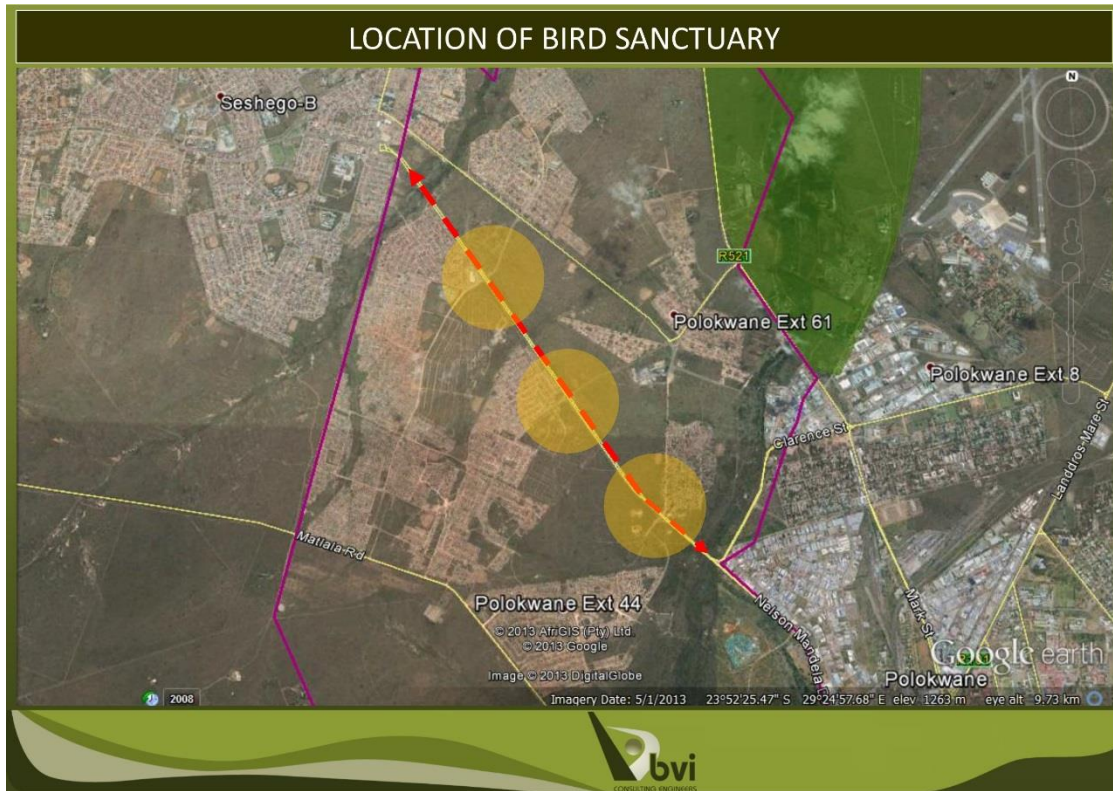 LOCATION OF BIRD SANCTUARY
N
Seshego-B
R521
Polokwane Ext 61
Polokwane Ext 8
Clarence St
Landdros-Mare St
Matlala Rd
Polokwane Ext 44
© 2013 AfriGIS (Pty) Ltd.
© 2013 Google
Image © 2013 DigitalGlobe
Nelson Mandela
Mark St
Google earth
Polokwane
2008
Imagery Date: 5/1/2013 23°52'25.47" S 29°24'57.68" E elev 1263 m eye alt 9.73 km
bvi
CONSULTING ENGINEERS